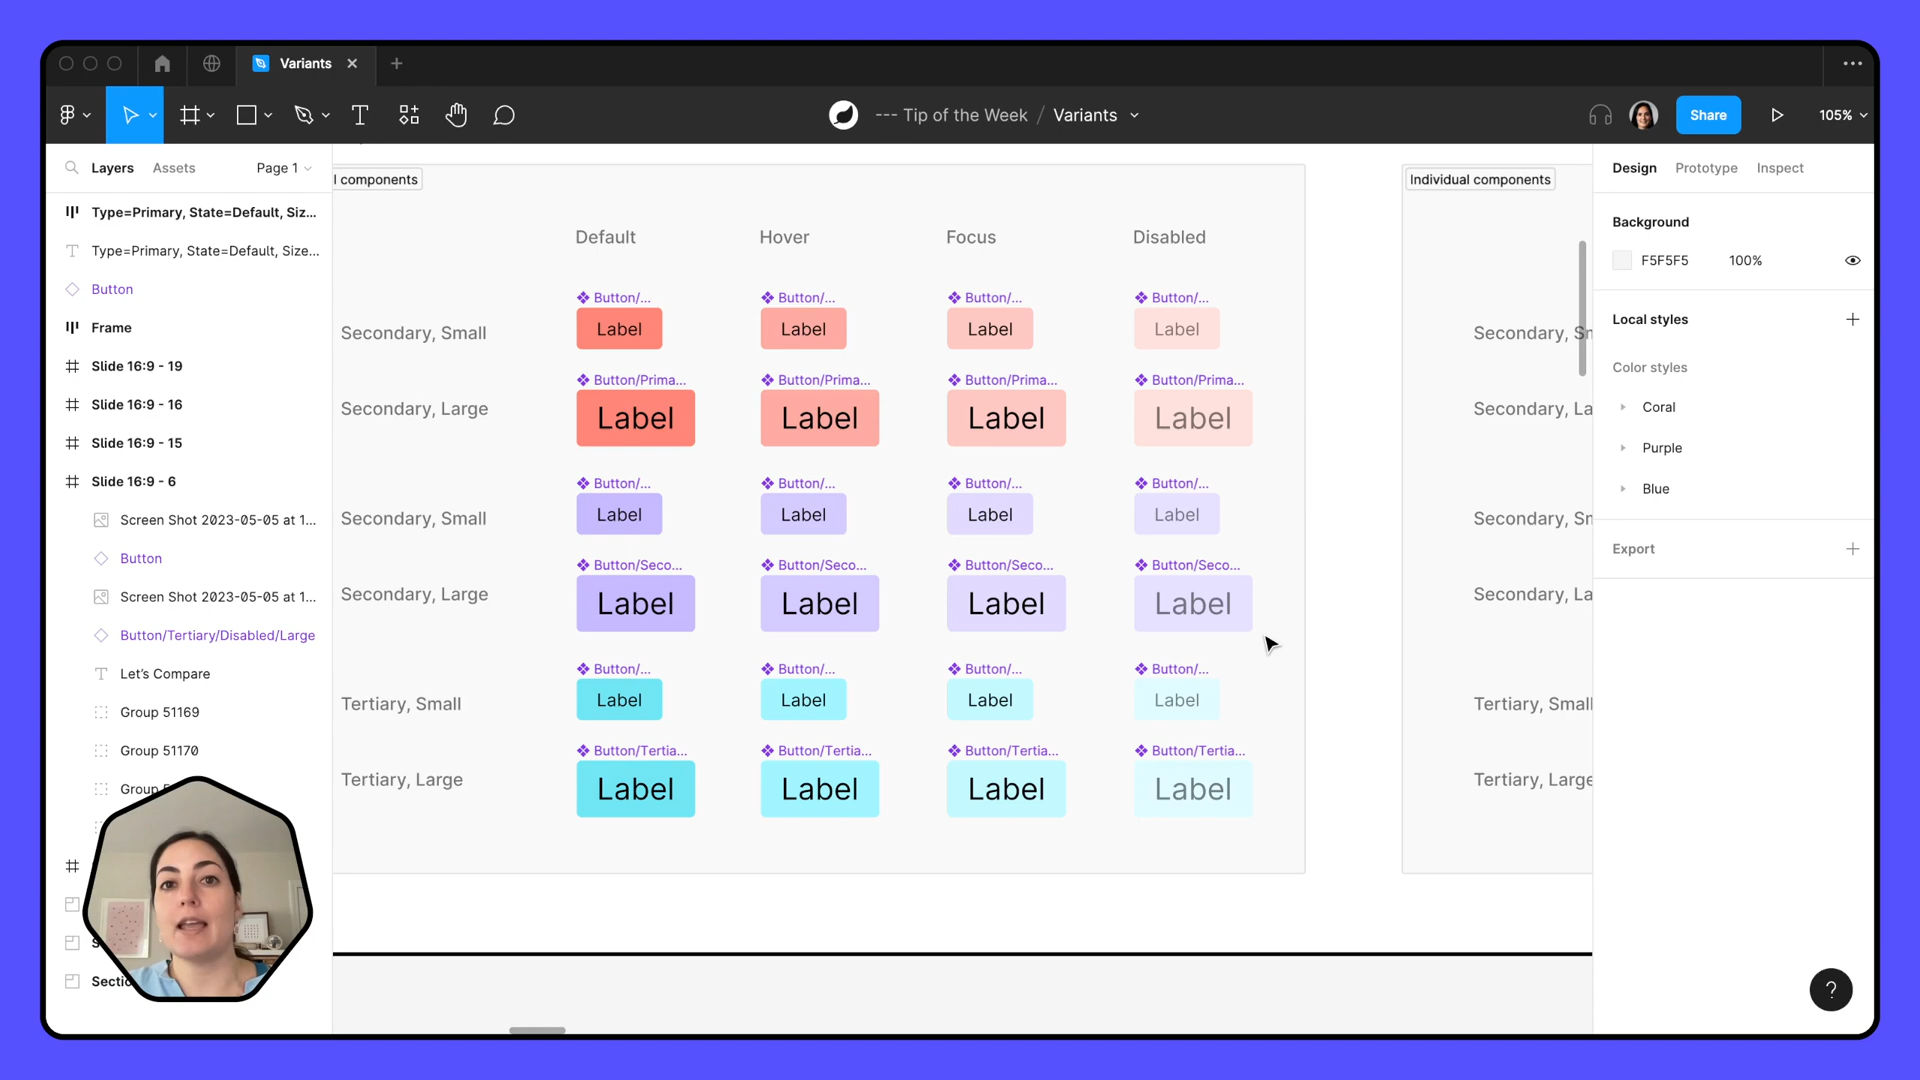 Variants
--- Tip of the Week / Variants
Share
105%
Layers
Assets
Page 1
Type=Primary, State=Default, Siz...
Type=Primary, State=Default, Size...
Button
Frame
Slide 16:9 - 19
Slide 16:9 - 16
Slide 16:9 - 15
Slide 16:9 - 6
Screen Shot 2023-05-05 at 1...
Button
Screen Shot 2023-05-05 at 1...
Button/Tertiary/Disabled/Large
Let's Compare
Group 51169
Group 51170
l components
Default Hover Focus Disabled
Button/... Button/... Button/... Button/...
Secondary, Small Label Label Label Label
Button/Prima... Button/Prima... Button/Prima... Button/Prima...
Secondary, Large Label Label Label Label
Button/... Button/... Button/... Button/...
Secondary, Small Label Label Label Label
Button/Seco... Button/Seco... Button/Seco... Button/Seco...
Secondary, Large Label Label Label Label
Button/... Button/... Button/... Button/...
Tertiary, Small Label Label Label Label
Button/Tertia... Button/Tertia... Button/Tertia... Button/Tertia...
Tertiary, Large Label Label Label Label
Individual components
Secondary, Sm
Secondary, La
Secondary, Sm
Secondary, La
Tertiary, Small
Tertiary, Large
Design
Prototype
Inspect
Background
F5F5F5 100%
Local styles
Color styles
Coral
Purple
Blue
Export
?